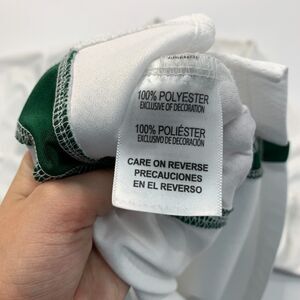 100% POLYESTER
EXCLUSIVE OF DECORATION
100% POLIÉSTER
EXCLUSIVO DE DECORACIÓN
CARE ON REVERSE
PRECAUCIONES
EN EL REVERSO